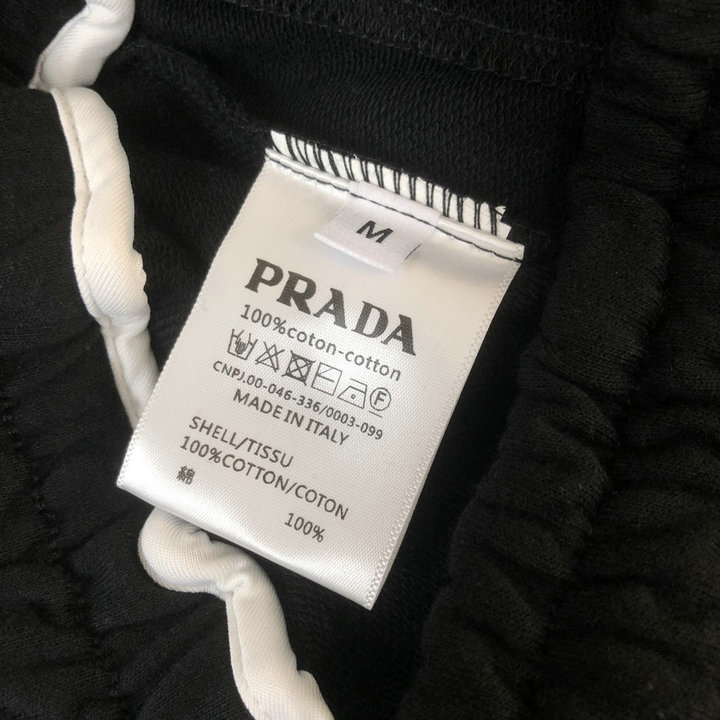 M
PRADA
100%coton-cotton
F
CNPJ.00-046-336/0003-099
MADE IN ITALY
SHELL/TISSU
100%COTTON/COTON
綿
100%